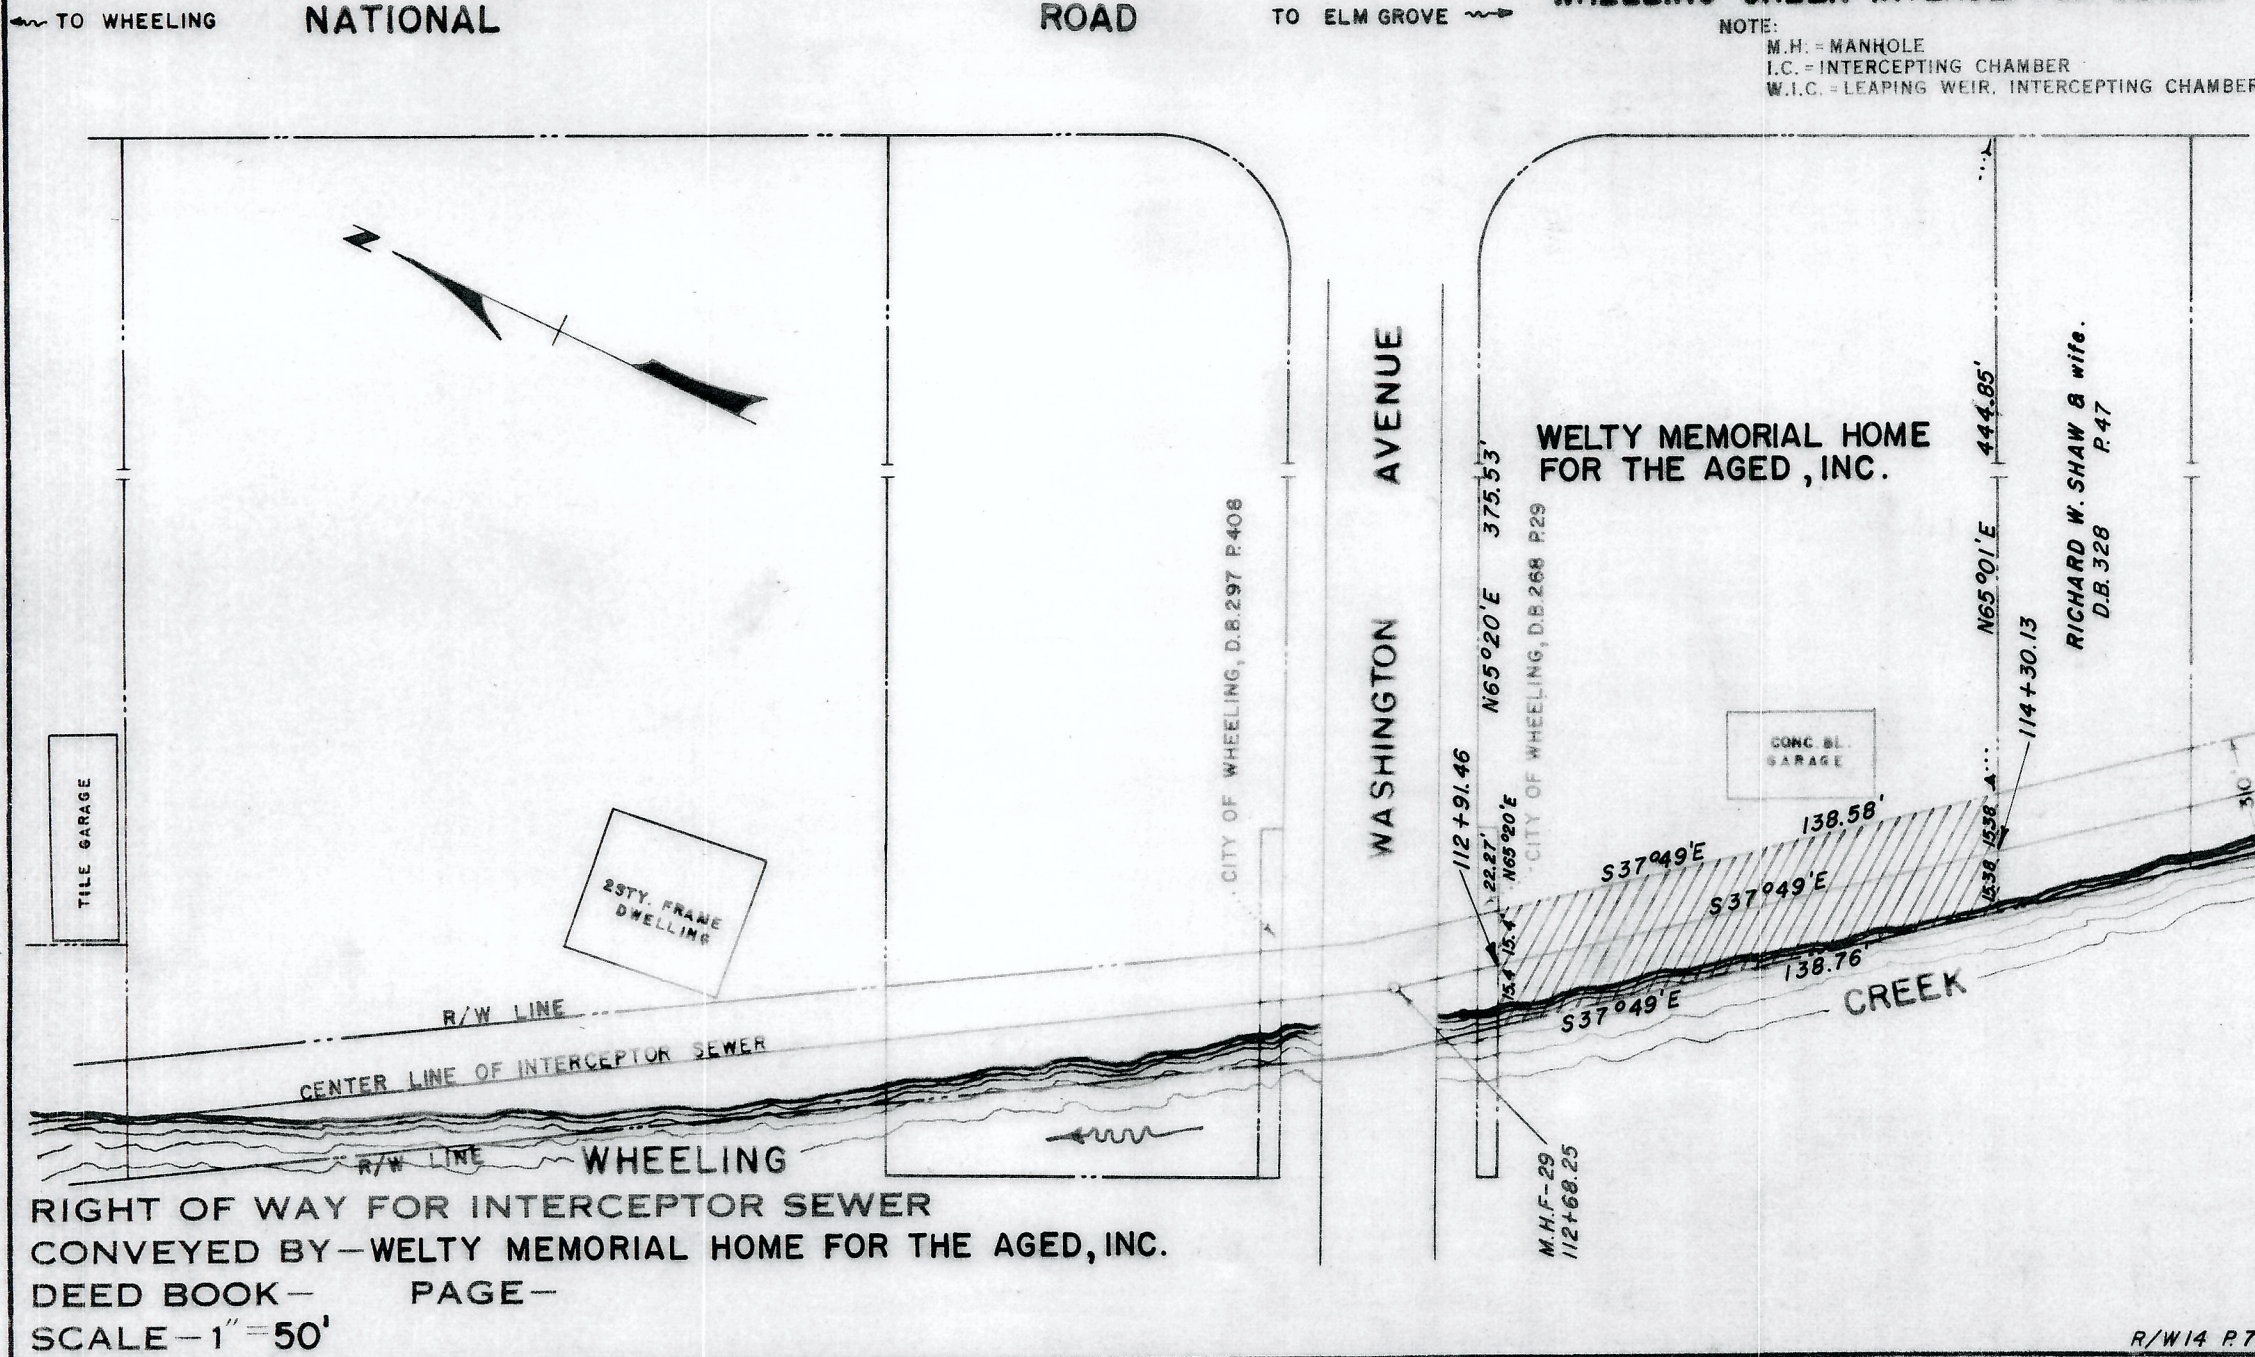 TO WHEELING NATIONAL ROAD TO ELM GROVE
NOTE:
M.H. = MANHOLE
I.C. = INTERCEPTING CHAMBER
W.I.C. = LEAPING WEIR. INTERCEPTING CHAMBER
N
WASHINGTON AVENUE
WELTY MEMORIAL HOME
FOR THE AGED, INC.
N65°20'E 375.53'
CITY OF WHEELING, D.B.297 P.408
CITY OF WHEELING, D.B.268 P.29
N65°01'E 444.85'
RICHARD W. SHAW & wife.
D.B. 328 P.47
114+30.13
112+91.46
22.27'
N65°20'E
15.4'
15.4'
CONC. BL.
GARAGE
138.58'
S37°49'E
S37°49'E
15.38
15.38
138.76'
S37°49'E
310'
TILE GARAGE
2STY. FRAME
DWELLING
R/W LINE
CENTER LINE OF INTERCEPTOR SEWER
R/W LINE
WHEELING CREEK
M.H.F-29
112+68.25
RIGHT OF WAY FOR INTERCEPTOR SEWER
CONVEYED BY—WELTY MEMORIAL HOME FOR THE AGED, INC.
DEED BOOK— PAGE—
SCALE—1"=50'
R/W14 P.7